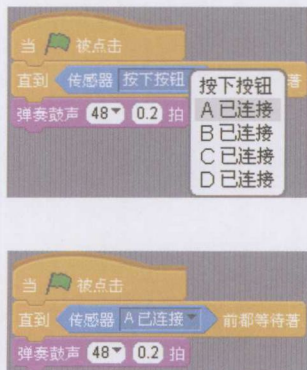 当 被点击
直到 传感器 按下按钮 著
弹奏鼓声 48 0.2 拍
按下按钮
A 已连接
B 已连接
C 已连接
D 已连接
当 被点击
直到 传感器 A 已连接 前都等待著
弹奏鼓声 48 0.2 拍